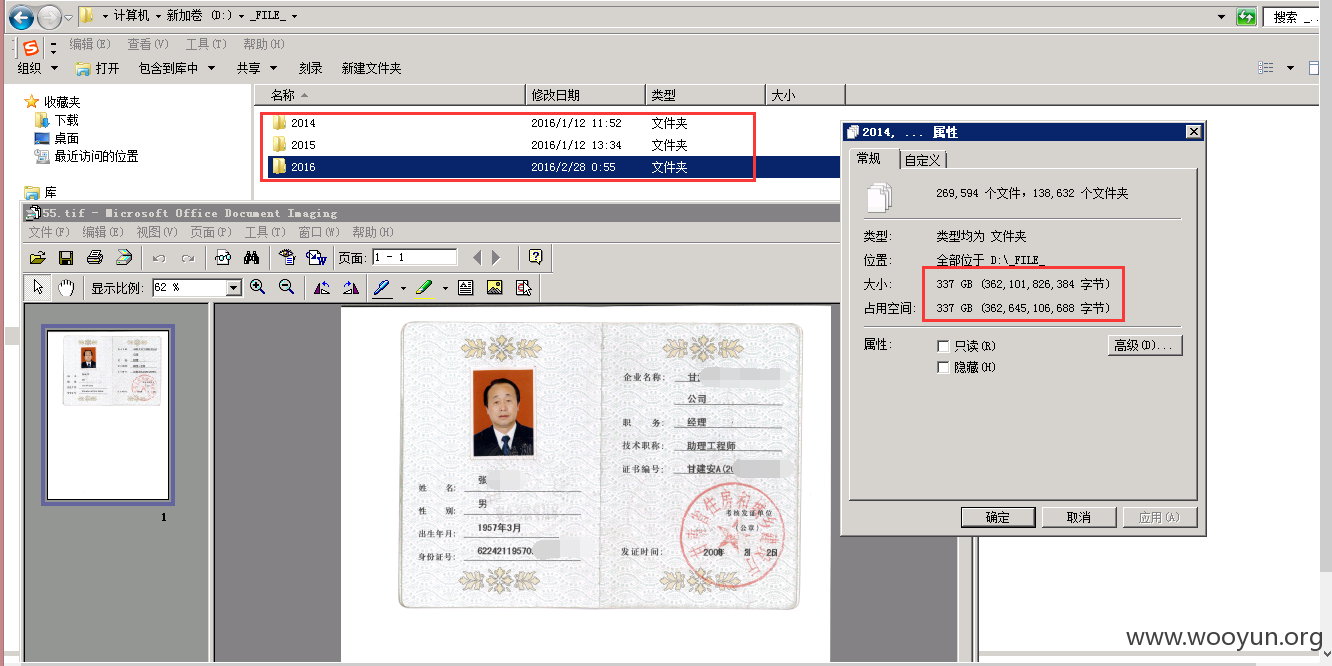 计算机 新加卷 (D:) _FILE_
搜索 _...
编辑(E) 查看(V) 工具(T) 帮助(H)
组织 打开 包含到库中 共享 刻录 新建文件夹
收藏夹
下载
桌面
最近访问的位置
库
名称 修改日期 类型 大小
2014 2016/1/12 11:52 文件夹
2015 2016/1/12 13:34 文件夹
2016 2016/2/28 0:55 文件夹
55.tif - Microsoft Office Document Imaging
文件(F) 编辑(E) 视图(V) 页面(P) 工具(T) 窗口(W) 帮助(H)
页面: 1 - 1
显示比例: 62 %
1
姓 名: 张
性 别: 男
出生年月: 1957年3月
身份证号: 62242119570
企业名称: 甘
公司
职 务: 经理
技术职称: 助理工程师
证书编号: 甘建安A(20
考核发证单位
(公章)
发证时间:
2014, ... 属性
常规 自定义
269,594 个文件，138,632 个文件夹
类型: 类型均为 文件夹
位置: 全部位于 D:\_FILE_
大小: 337 GB (362,101,826,384 字节)
占用空间: 337 GB (362,645,106,688 字节)
属性: 只读(R) 高级(D)...
隐藏(H)
确定 取消 应用(A)
www.wooyun.org